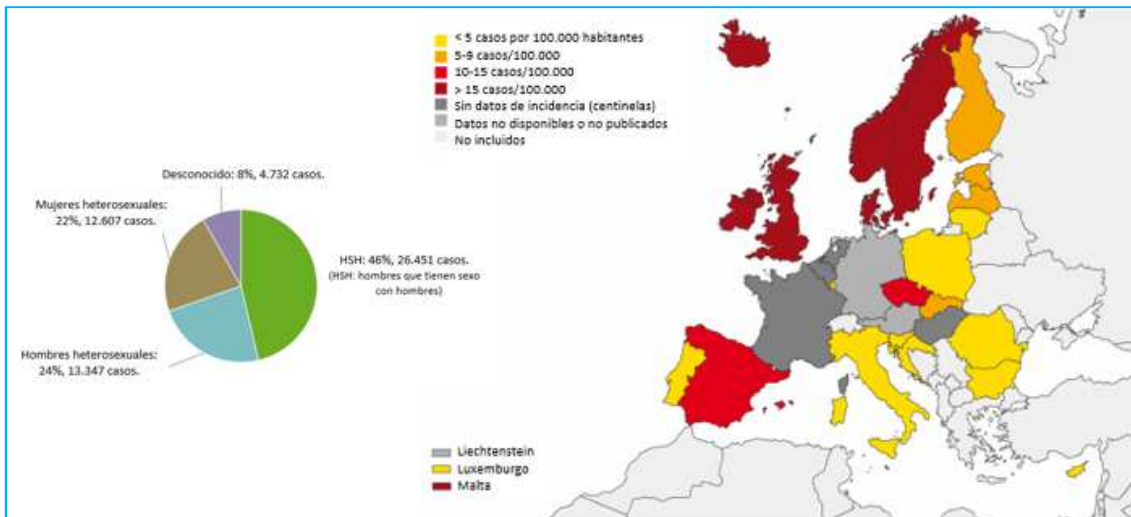 < 5 casos por 100.000 habitantes
5-9 casos/100.000
10-15 casos/100.000
> 15 casos/100.000
Sin datos de incidencia (centinelas)
Datos no disponibles o no publicados
No incluidos
Desconocido: 8%, 4.732 casos.
Mujeres heterosexuales:
22%, 12.607 casos.
HSH: 46%, 26.451 casos.
(HSH: hombres que tienen sexo
con hombres)
Hombres heterosexuales:
24%, 13.347 casos.
Liechtenstein
Luxemburgo
Malta